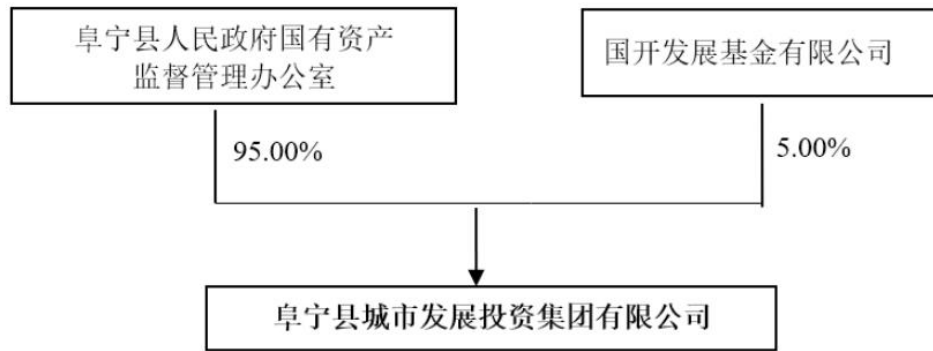 阜宁县人民政府国有资产
监督管理办公室
国开发展基金有限公司
95.00%
5.00%
阜宁县城市发展投资集团有限公司